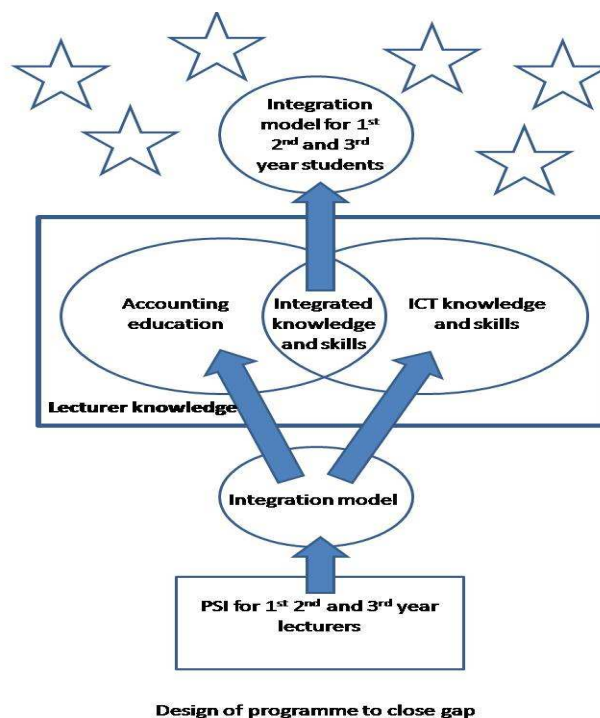 Integration
model for 1st
2nd and 3rd
year students
Accounting
education
Integrated
knowledge
and skills
ICT knowledge
and skills
Lecturer knowledge
Integration model
PSI for 1st 2nd and 3rd year
lecturers
Design of programme to close gap